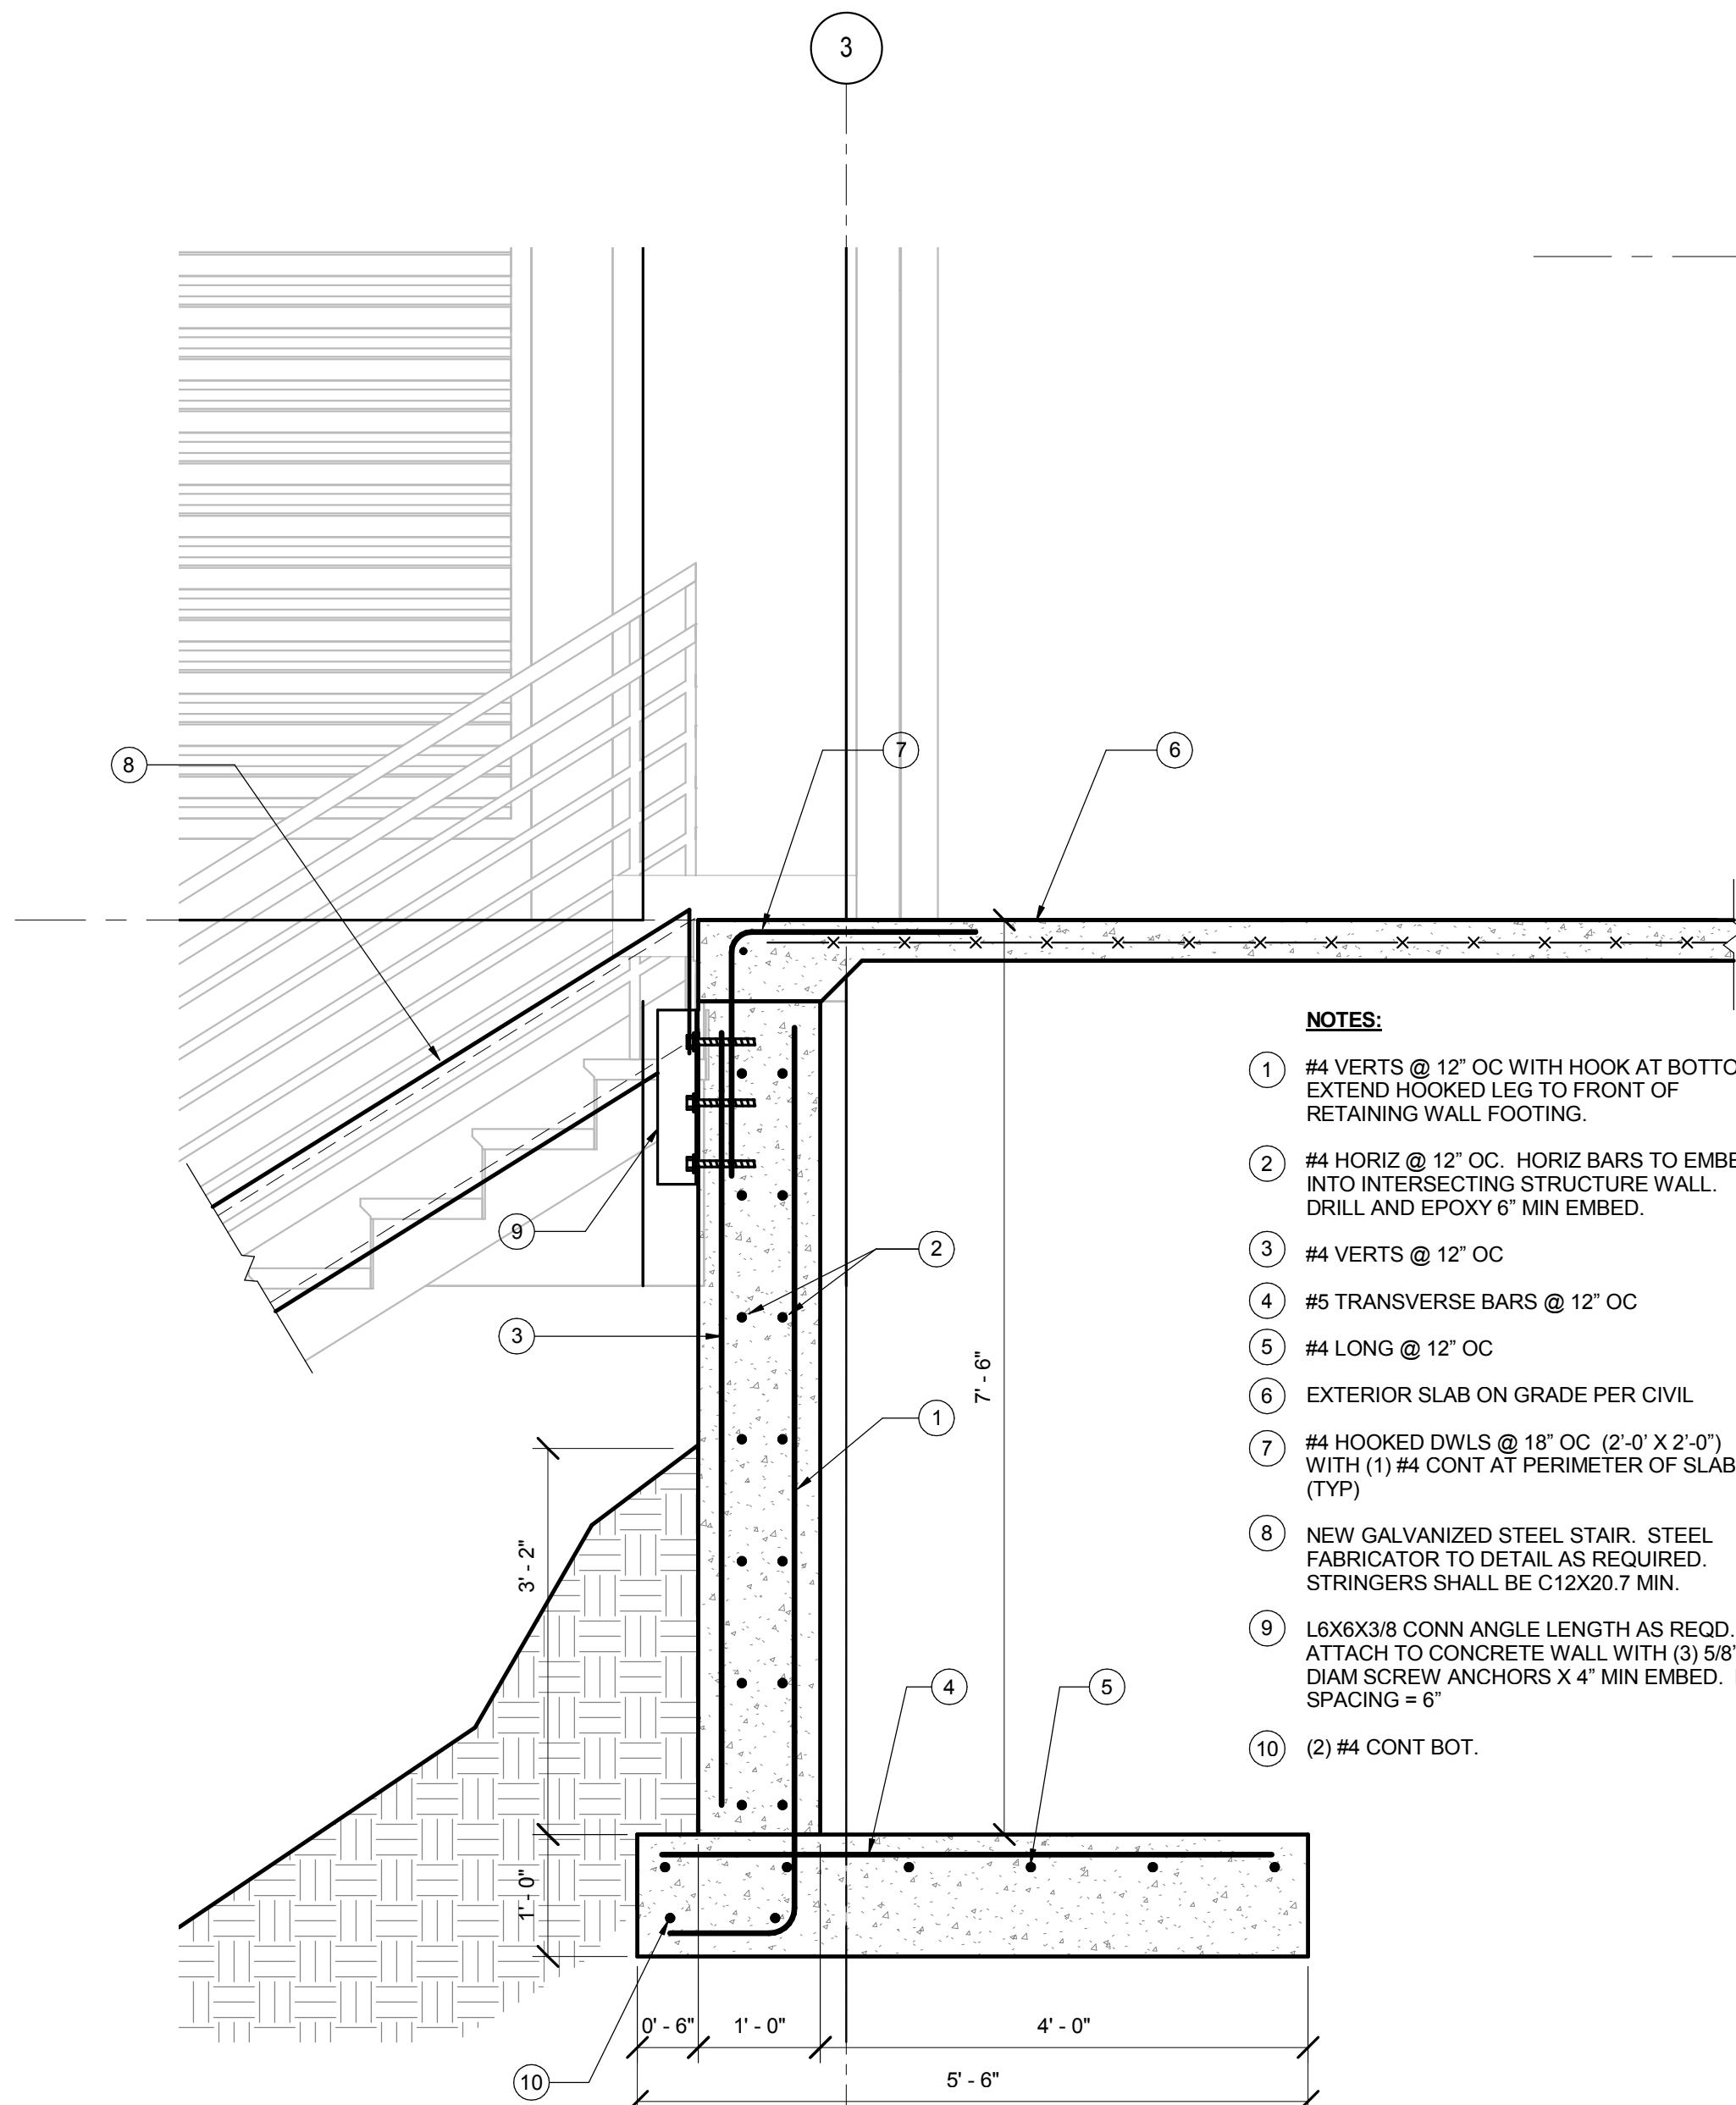 3
8
7
6
NOTES:
1 #4 VERTS @ 12” OC WITH HOOK AT
EXTEND HOOKED LEG TO FRONT OF
RETAINING WALL FOOTING.
2 #4 HORIZ @ 12” OC. HORIZ BARS TO
INTO INTERSECTING STRUCTURE WALL.
DRILL AND EPOXY 6” MIN EMBED.
3 #4 VERTS @ 12” OC
4 #5 TRANSVERSE BARS @ 12” OC
5 #4 LONG @ 12” OC
6 EXTERIOR SLAB ON GRADE PER CIVIL
7 #4 HOOKED DWLS @ 18” OC (2’-0’ X 2’-0”)
WITH (1) #4 CONT AT PERIMETER OF SLAB
(TYP)
8 NEW GALVANIZED STEEL STAIR. STEEL
FABRICATOR TO DETAIL AS REQUIRED.
STRINGERS SHALL BE C12X20.7 MIN.
9 L6X6X3/8 CONN ANGLE LENGTH AS REQD.
ATTACH TO CONCRETE WALL WITH (3) 5/8”
DIAM SCREW ANCHORS X 4” MIN EMBED.
SPACING = 6”
10 (2) #4 CONT BOT.
9
2
3
7' - 6"
1
3' - 2"
4
5
1' - 0"
0' - 6"
1' - 0"
4' - 0"
10
5' - 6"